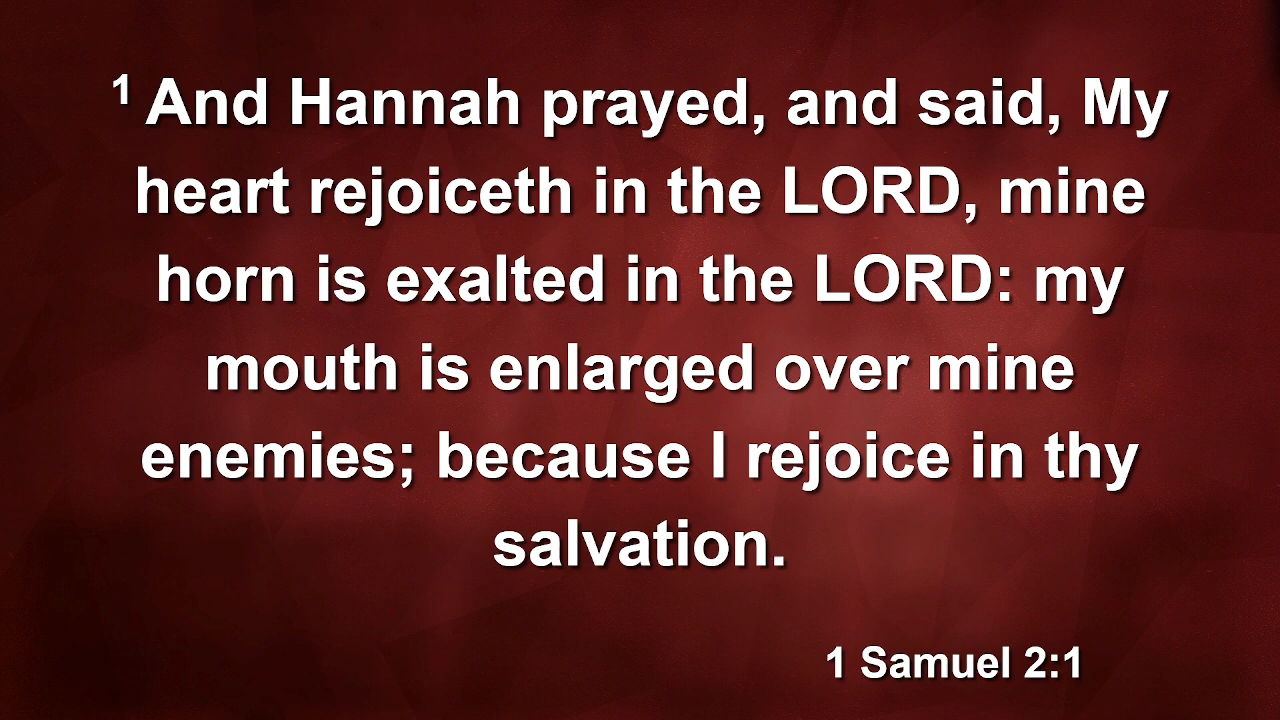 1 And Hannah prayed, and said, My
heart rejoiceth in the LORD, mine
horn is exalted in the LORD: my
mouth is enlarged over mine
enemies; because I rejoice in thy
salvation.
1 Samuel 2:1